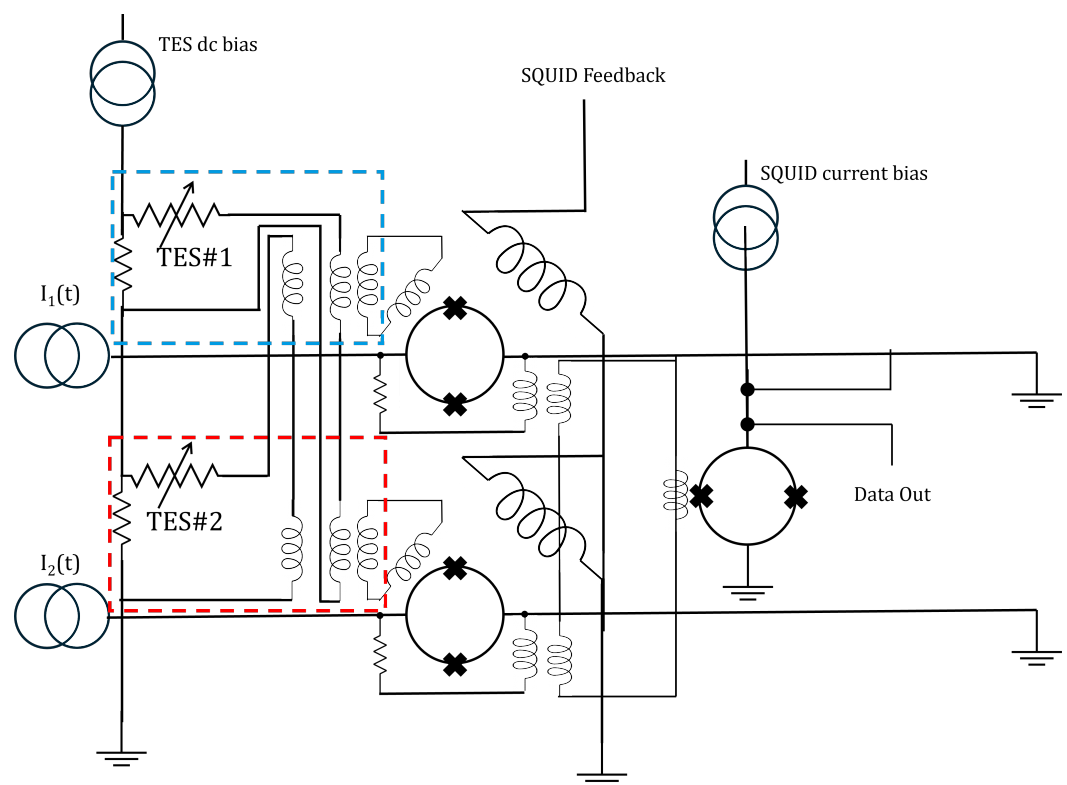 TES dc bias
SQUID Feedback
SQUID current bias
TES#1
I₁(t)
TES#2
Data Out
I₂(t)